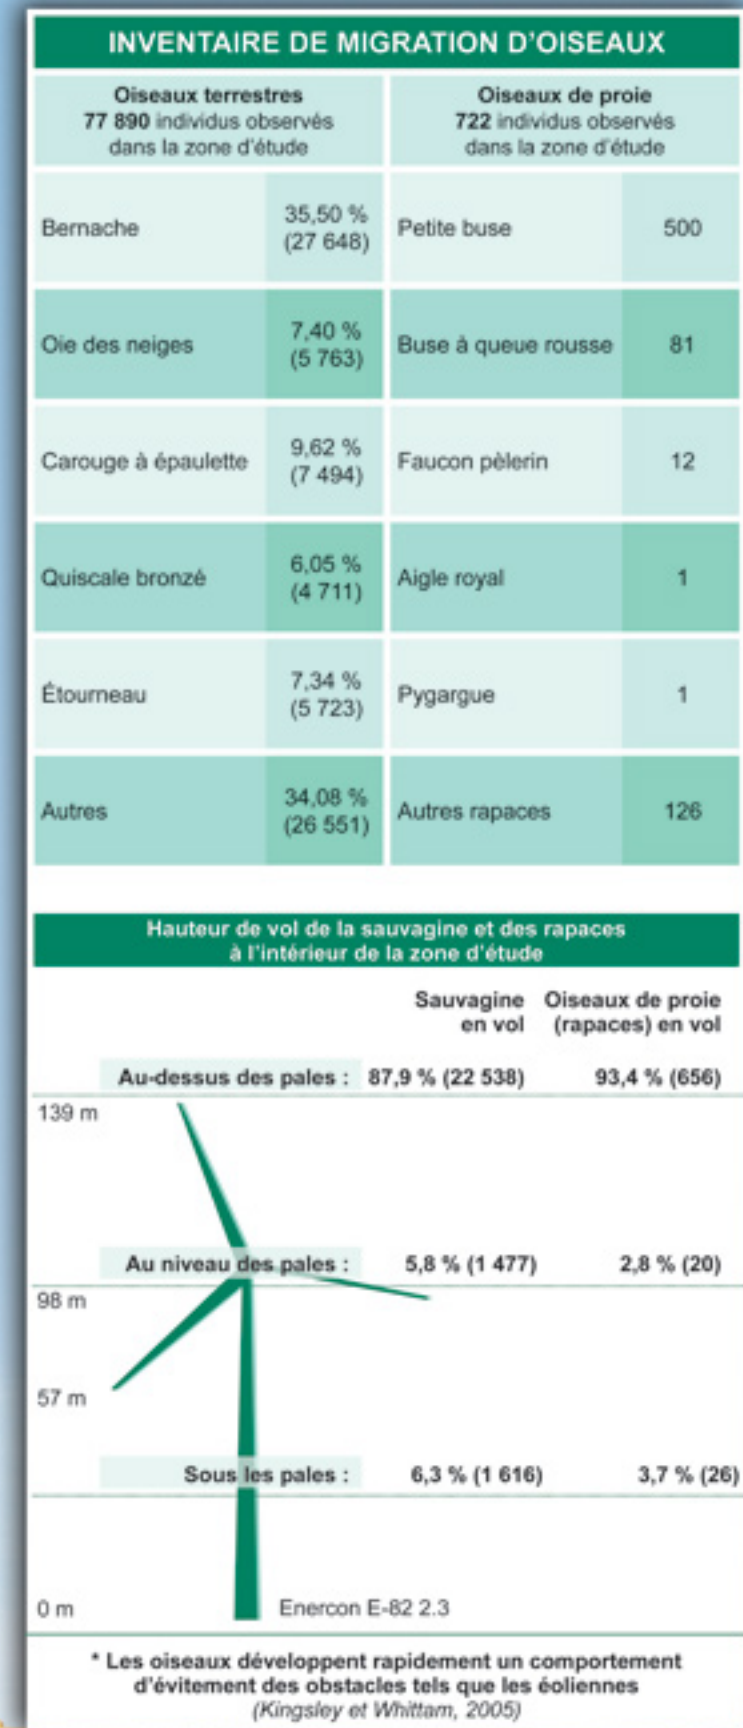 INVENTAIRE DE MIGRATION D'OISEAUX
Oiseaux terrestres
77 890 individus observés
dans la zone d'étude
Oiseaux de proie
722 individus observés
dans la zone d'étude
Bernache
35,50 %
(27 648)
Petite buse
500
Oie des neiges
7,40 %
(5 763)
Buse à queue rousse
81
Carouge à épaulette
9,62 %
(7 494)
Faucon pèlerin
12
Quiscale bronzé
6,05 %
(4 711)
Aigle royal
1
Étourneau
7,34 %
(5 723)
Pygargue
1
Autres
34,08 %
(26 551)
Autres rapaces
126
Hauteur de vol de la sauvagine et des rapaces
à l'intérieur de la zone d'étude
Sauvagine
en vol
Oiseaux de proie
(rapaces) en vol
Au-dessus des pales : 87,9 % (22 538) 93,4 % (656)
139 m
Au niveau des pales : 5,8 % (1 477) 2,8 % (20)
98 m
57 m
Sous les pales : 6,3 % (1 616) 3,7 % (26)
0 m
Enercon E-82 2.3
* Les oiseaux développent rapidement un comportement
d'évitement des obstacles tels que les éoliennes
(Kingsley et Whittam, 2005)